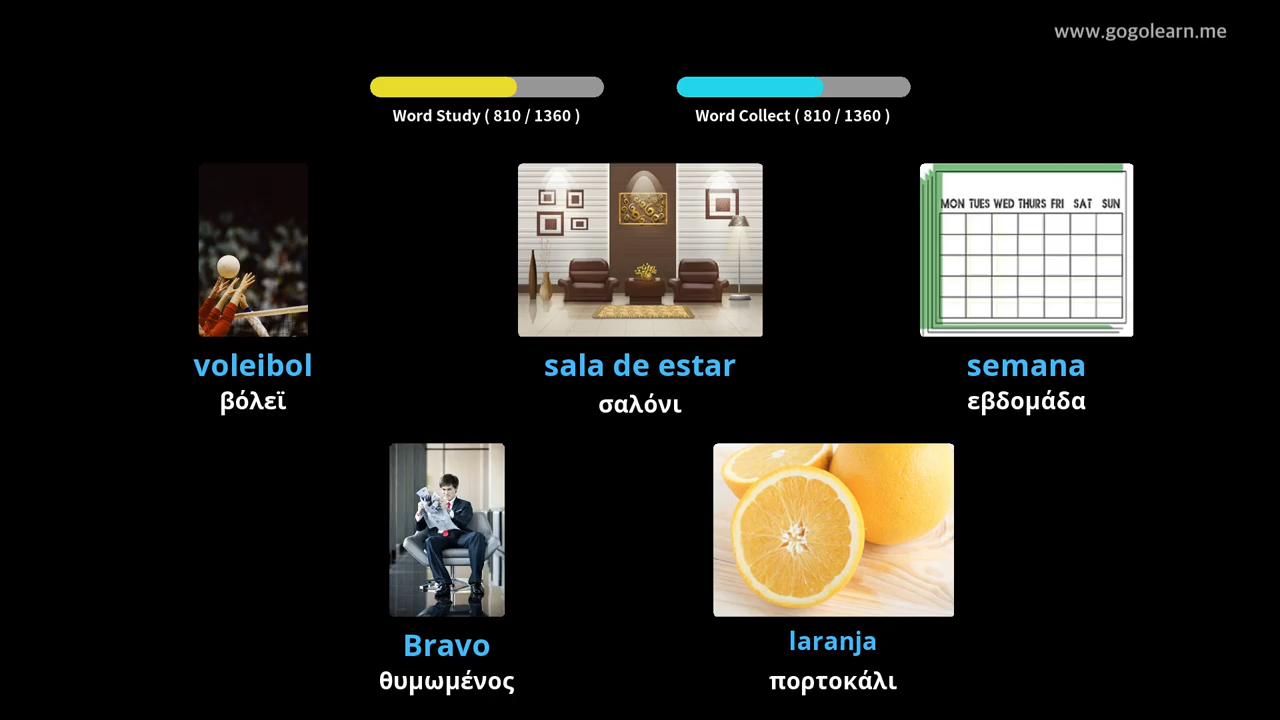 www.gogolearn.me
Word Study ( 810 / 1360 )
Word Collect ( 810 / 1360 )
MON TUES WED THURS FRI SAT SUN
voleibol
βόλεϊ
sala de estar
σαλόνι
semana
εβδομάδα
Bravo
θυμωμένος
laranja
πορτοκάλι